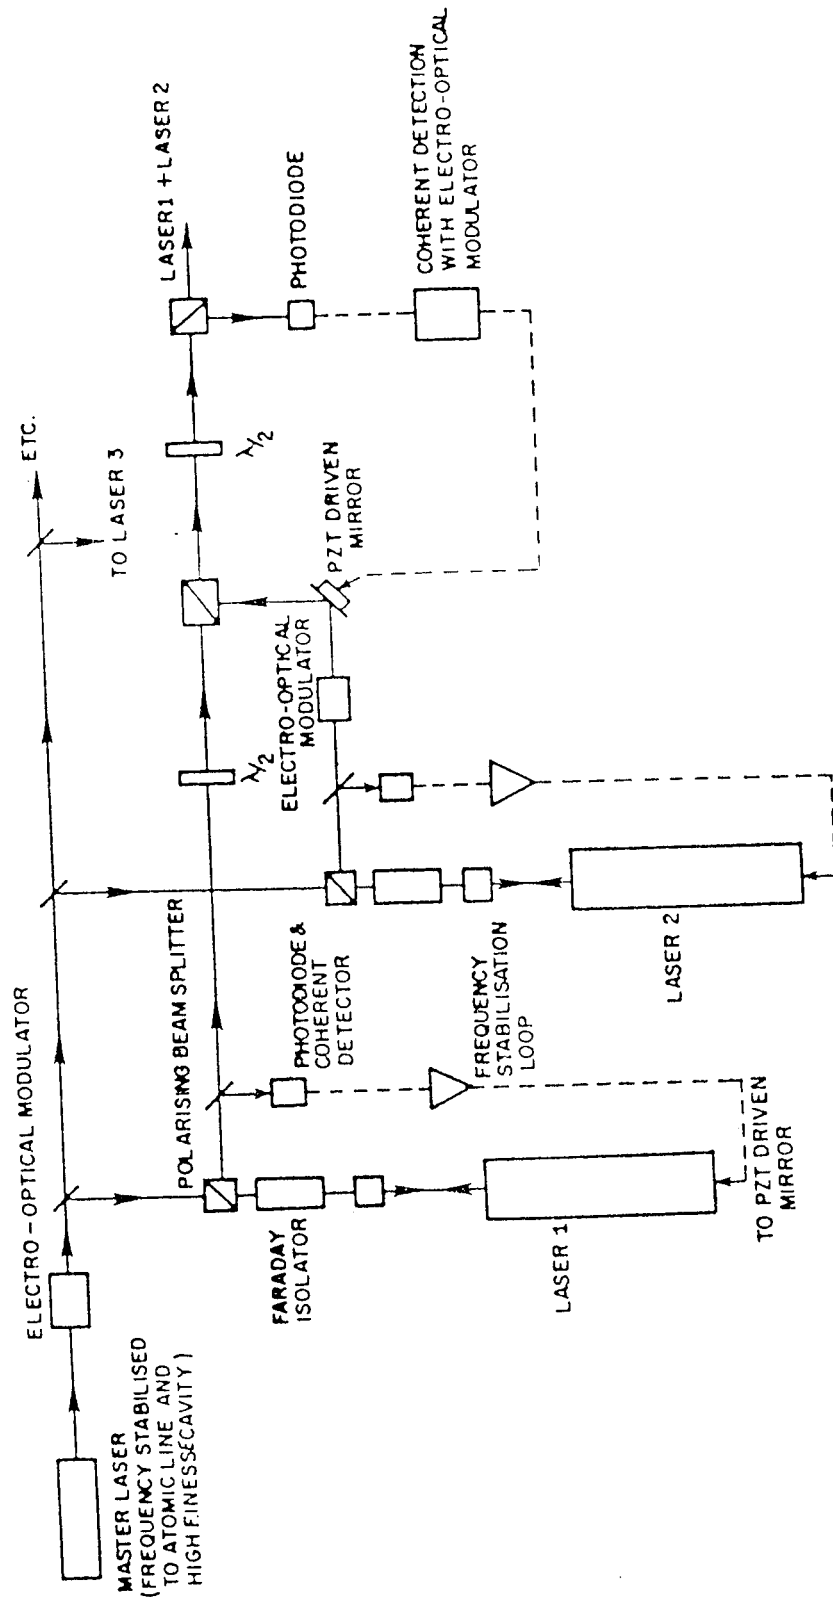 MASTER LASER
(FREQUENCY STABILISED
TO ATOMIC LINE AND
HIGH FINESSE CAVITY)
ELECTRO-OPTICAL MODULATOR
ETC.
TO LASER 3
POLARISING BEAM SPLITTER
λ/2
λ/2
LASER 1 + LASER 2
FARADAY
ISOLATOR
PHOTODIODE &
COHERENT
DETECTOR
ELECTRO-OPTICAL
MODULATOR
PZT DRIVEN
MIRROR
PHOTODIODE
COHERENT DETECTION
WITH ELECTRO-OPTICAL
MODULATOR
FREQUENCY
STABILISATION
LOOP
LASER 1
LASER 2
TO PZT DRIVEN
MIRROR